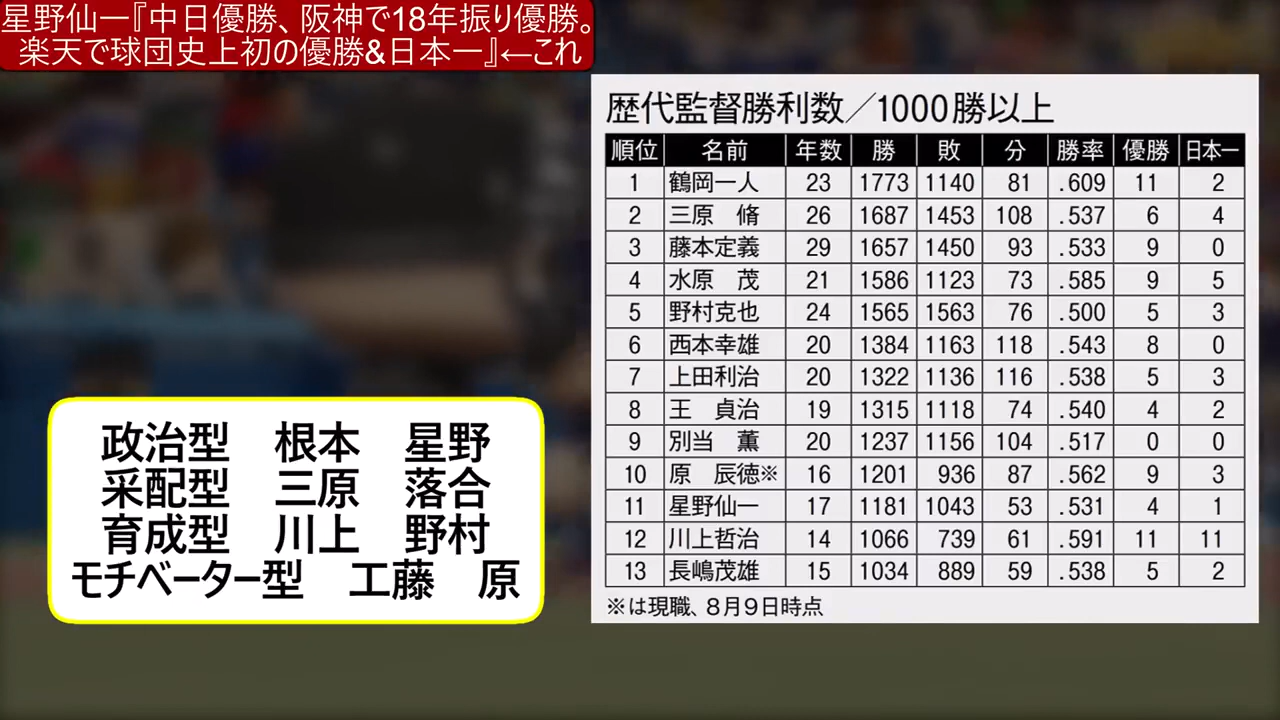 星野仙一『中日優勝、阪神で18年振り優勝。
楽天で球団史上初の優勝&日本一』←これ
歴代監督勝利数／1000勝以上
順位 名前 年数 勝 敗 分 勝率 優勝 日本一
1 鶴岡一人 23 1773 1140 81 .609 11 2
2 三原 脩 26 1687 1453 108 .537 6 4
3 藤本定義 29 1657 1450 93 .533 9 0
4 水原 茂 21 1586 1123 73 .585 9 5
5 野村克也 24 1565 1563 76 .500 5 3
6 西本幸雄 20 1384 1163 118 .543 8 0
7 上田利治 20 1322 1136 116 .538 5 3
8 王 貞治 19 1315 1118 74 .540 4 2
9 別当 薫 20 1237 1156 104 .517 0 0
10 原 辰徳※ 16 1201 936 87 .562 9 3
11 星野仙一 17 1181 1043 53 .531 4 1
12 川上哲治 14 1066 739 61 .591 11 11
13 長嶋茂雄 15 1034 889 59 .538 5 2
※は現職、8月9日時点
政治型 根本 星野
采配型 三原 落合
育成型 川上 野村
モチベーター型 工藤 原